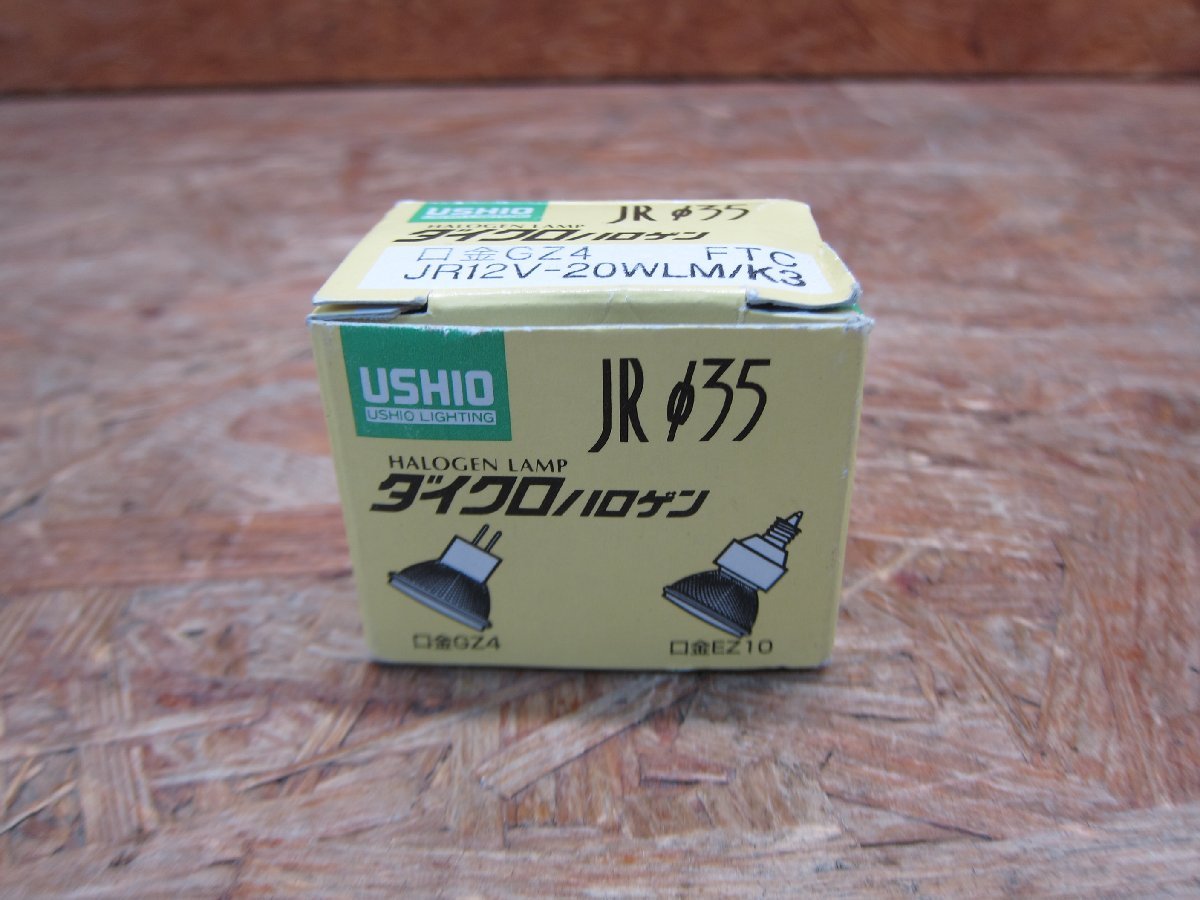 USHIO
JR φ35
HALOGEN LAMP
ダイクロハロゲン
口金GZ4 FTC
JR12V-20WLM/K3
USHIO
USHIO LIGHTING
JR φ35
HALOGEN LAMP
ダイクロハロゲン
口金GZ4
口金EZ10